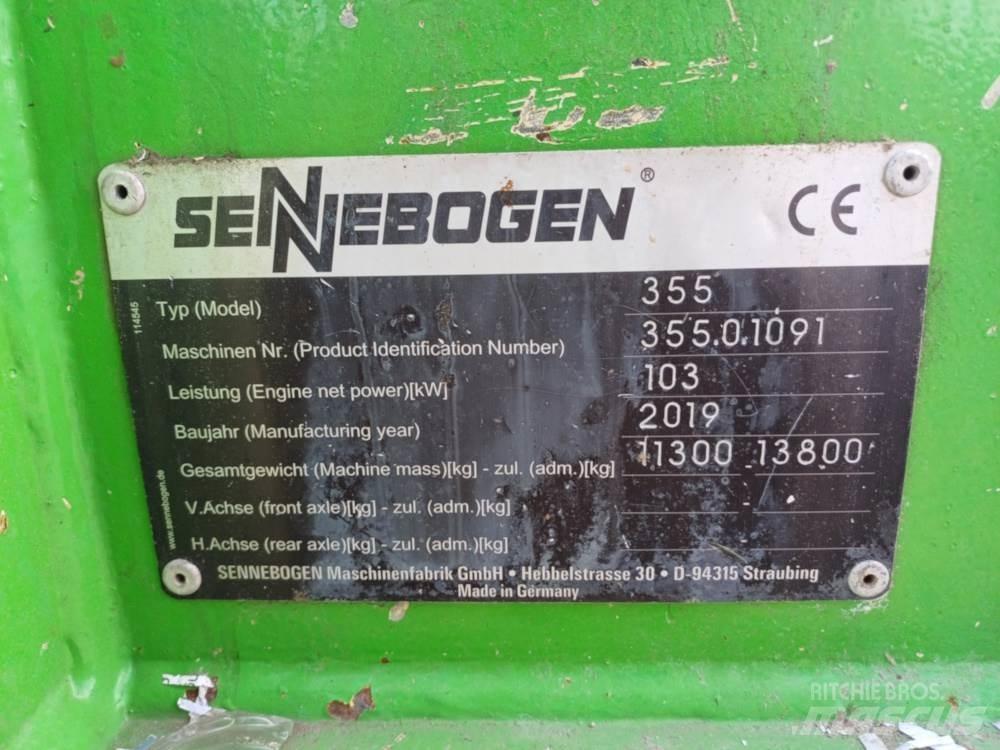 SENNEBOGEN®
CE
Typ (Model) 355
Maschinen Nr. (Product Identification Number) 355.0.1091
Leistung (Engine net power)[kW] 103
Baujahr (Manufacturing year) 2019
Gesamtgewicht (Machine mass)[kg] - zul. (adm.)[kg] 11300 - 13800
V.Achse (front axle)[kg] - zul. (adm.)[kg] -
H.Achse (rear axle)[kg] - zul. (adm.)[kg] -
SENNEBOGEN Maschinenfabrik GmbH • Hebbelstrasse 30 • D-94315 Straubing
Made in Germany
114545
www.sennebogen.de
RITCHIE BROS.
MASCUS